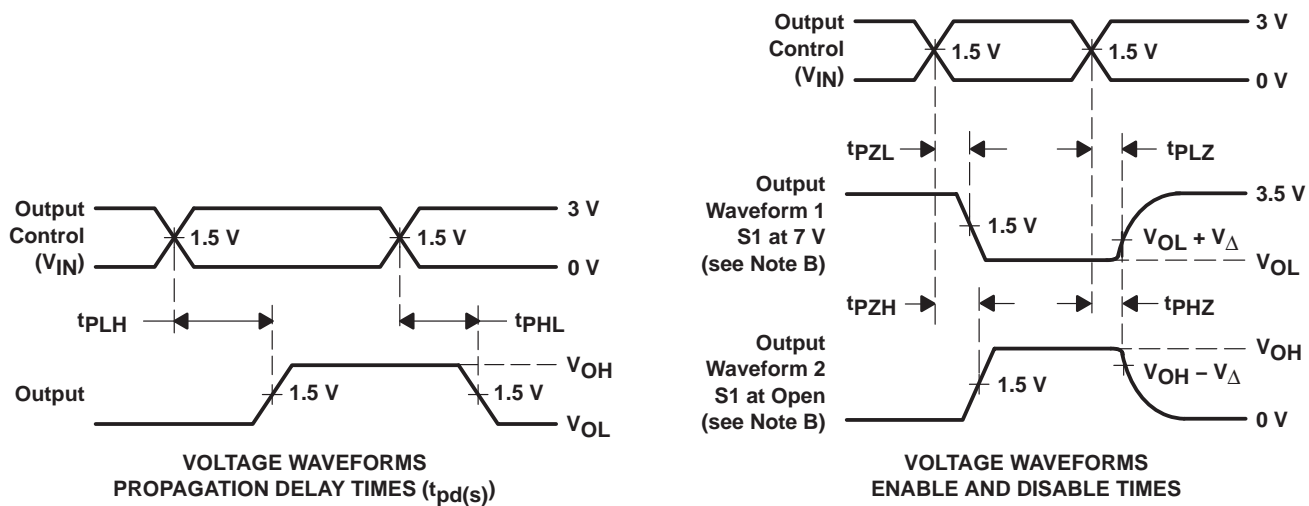 Output
Control
(VIN)
3 V
1.5 V
1.5 V
0 V
tPLH
tPHL
Output
1.5 V
1.5 V
VOH
VOL
VOLTAGE WAVEFORMS
PROPAGATION DELAY TIMES (tpd(s))
Output
Control
(VIN)
3 V
1.5 V
1.5 V
0 V
tPZL
tPLZ
Output
Waveform 1
S1 at 7 V
(see Note B)
3.5 V
1.5 V
VOL + VΔ
VOL
tPZH
tPHZ
Output
Waveform 2
S1 at Open
(see Note B)
VOH
1.5 V
VOH − VΔ
0 V
VOLTAGE WAVEFORMS
ENABLE AND DISABLE TIMES